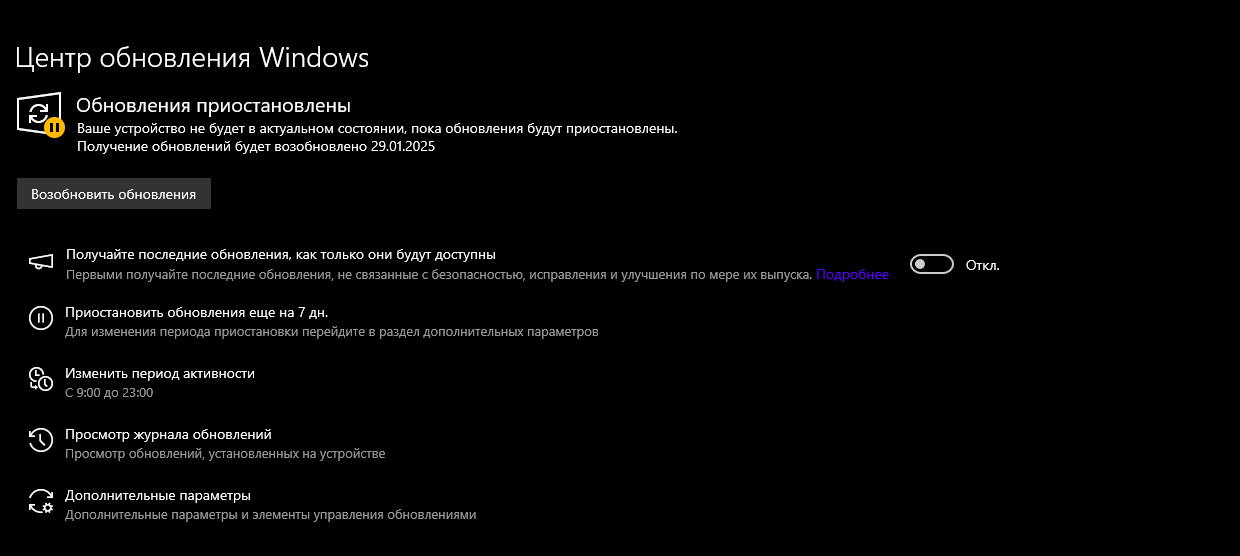 Центр обновления Windows
Обновления приостановлены
Ваше устройство не будет в актуальном состоянии, пока обновления будут приостановлены.
Получение обновлений будет возобновлено 29.01.2025
Возобновить обновления
Получайте последние обновления, как только они будут доступны
Первыми получайте последние обновления, не связанные с безопасностью, исправления и улучшения по мере их выпуска. Подробнее
Откл.
Приостановить обновления еще на 7 дн.
Для изменения периода приостановки перейдите в раздел дополнительных параметров
Изменить период активности
С 9:00 до 23:00
Просмотр журнала обновлений
Просмотр обновлений, установленных на устройстве
Дополнительные параметры
Дополнительные параметры и элементы управления обновлениями